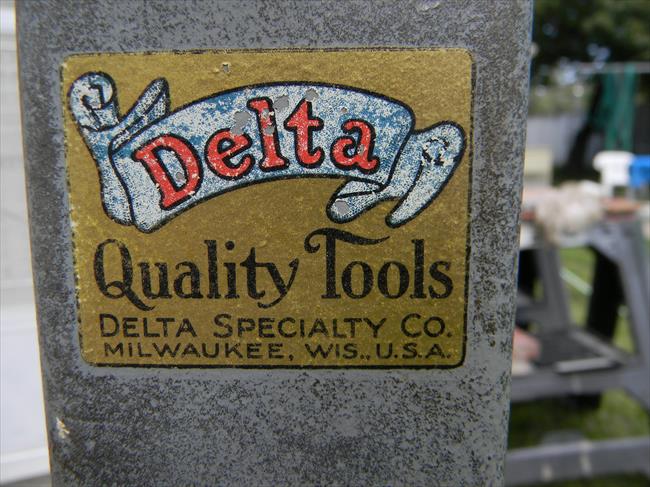 Delta
Quality Tools
DELTA SPECIALTY CO.
MILWAUKEE, WIS., U.S.A.